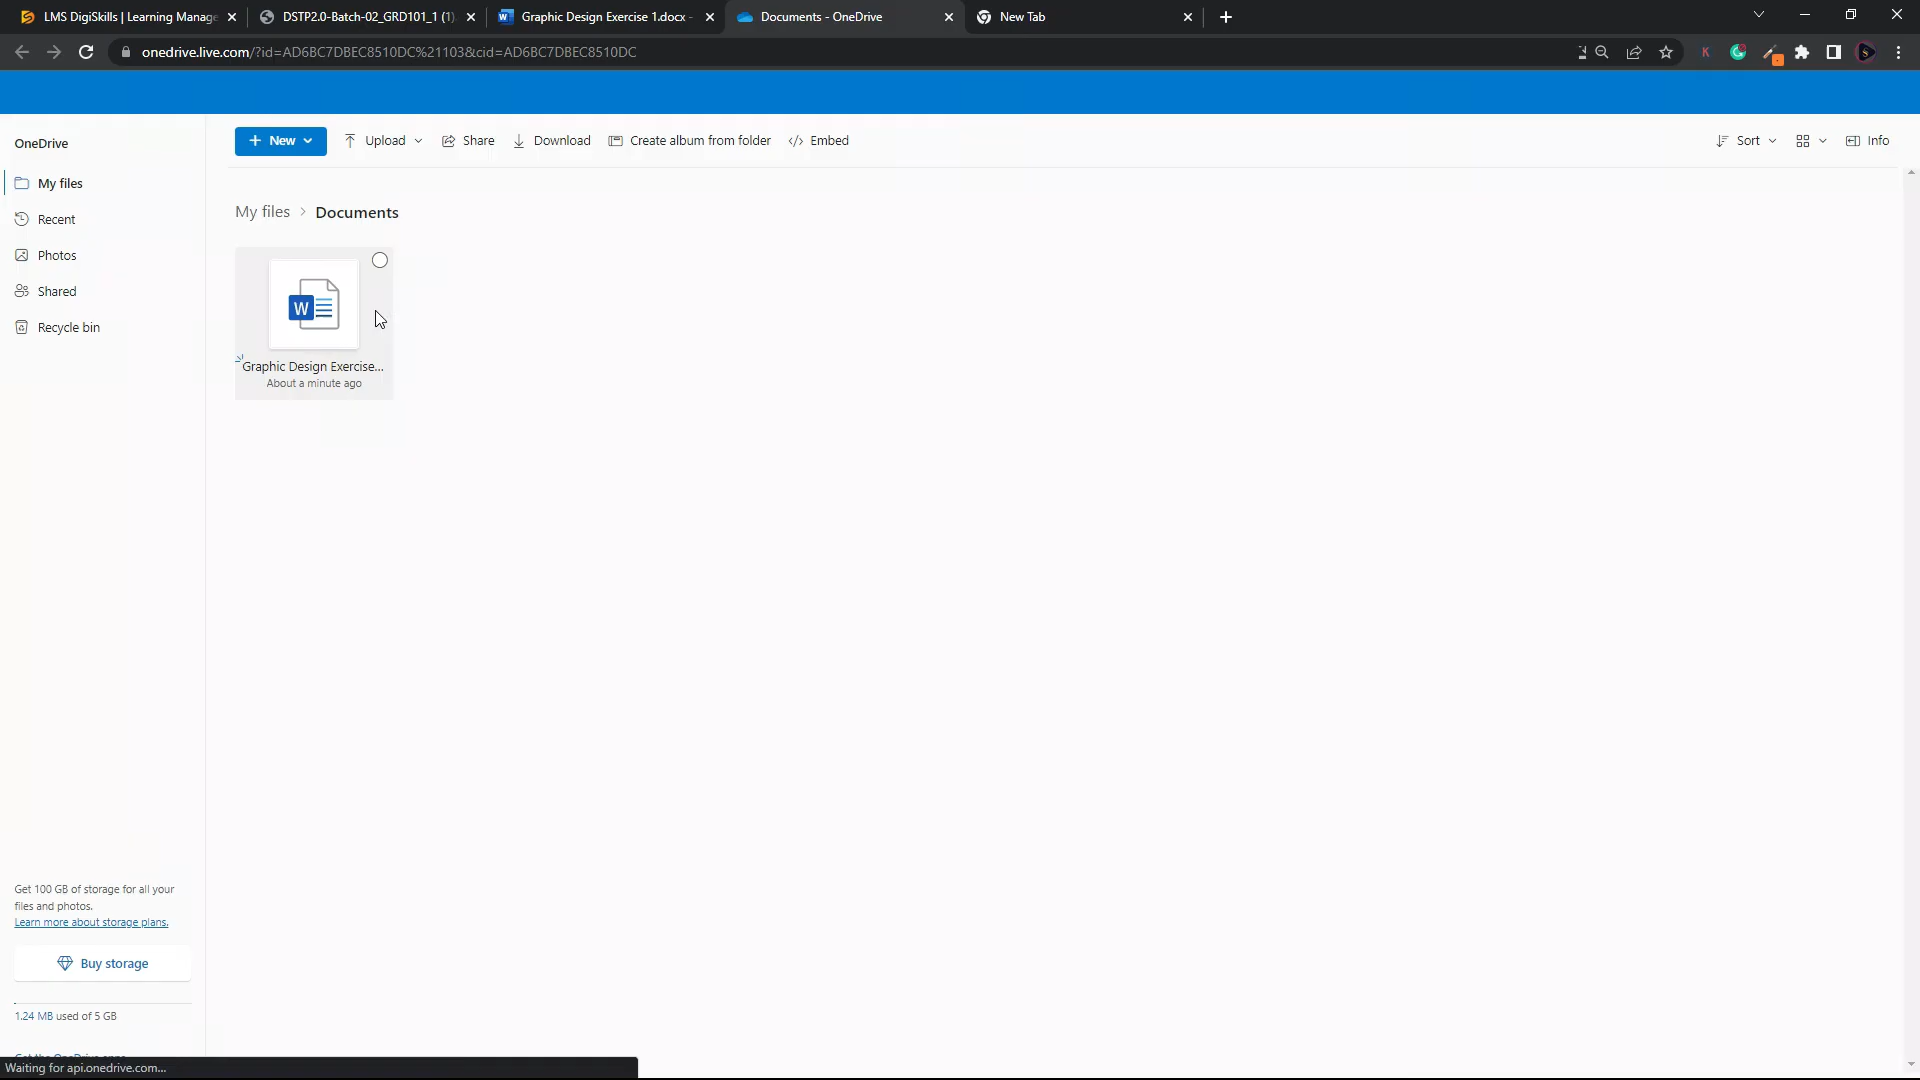 LMS DigiSkills | Learning Manage
DSTP2.0-Batch-02_GRD101_1 (1)
Graphic Design Exercise 1.docx -
Documents - OneDrive
New Tab
onedrive.live.com/?id=AD6BC7DBEC8510DC%21103&cid=AD6BC7DBEC8510DC
OneDrive
My files
Recent
Photos
Shared
Recycle bin
New
Upload
Share
Download
Create album from folder
Embed
Sort
Info
My files > Documents
W
Graphic Design Exercise...
About a minute ago
Get 100 GB of storage for all your
files and photos.
Learn more about storage plans.
Buy storage
1.24 MB used of 5 GB
Waiting for api.onedrive.com...